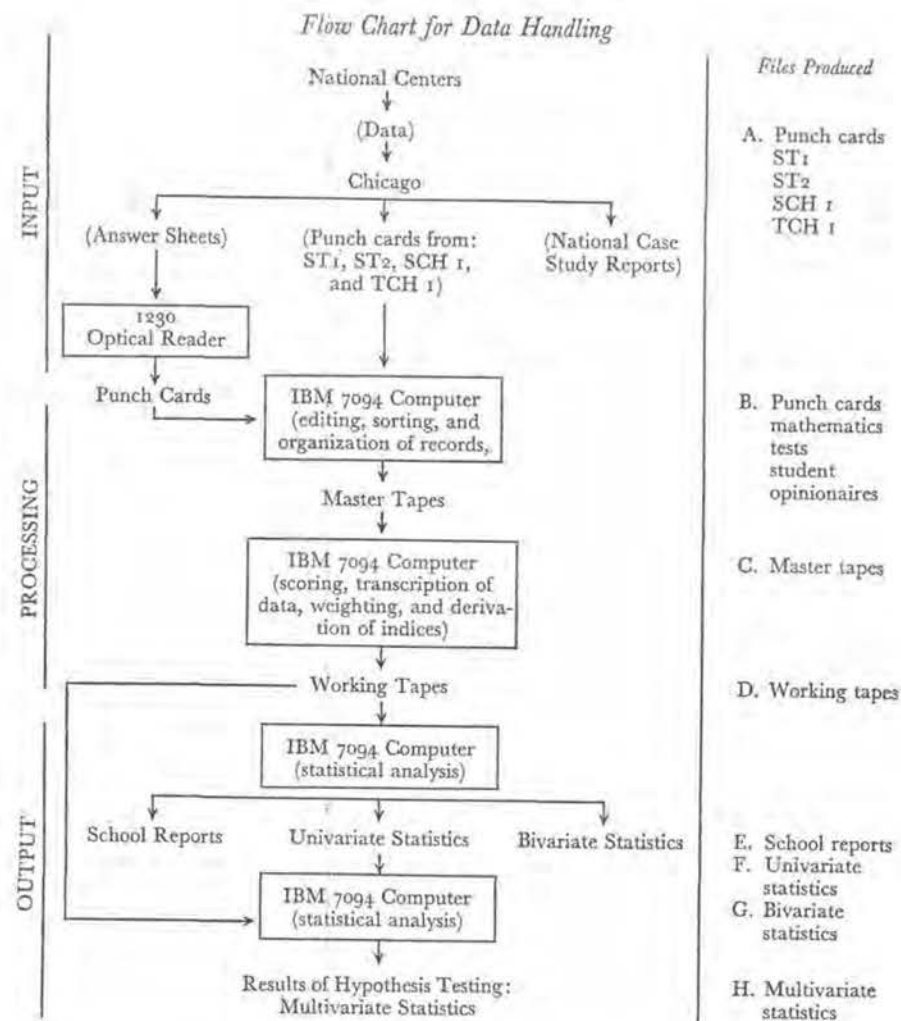 Flow Chart for Data Handling
National Centers
(Data)
Chicago
(Answer Sheets)
(Punch cards from:
ST1, ST2, SCH 1,
and TCH 1)
(National Case
Study Reports)
1230
Optical Reader
Punch Cards
IBM 7094 Computer
(editing, sorting, and
organization of records,
Master Tapes
IBM 7094 Computer
(scoring, transcription of
data, weighting, and deriva-
tion of indices)
Working Tapes
IBM 7094 Computer
(statistical analysis)
School Reports
Univariate Statistics
Bivariate Statistics
IBM 7094 Computer
(statistical analysis)
Results of Hypothesis Testing:
Multivariate Statistics
INPUT
PROCESSING
OUTPUT
Files Produced
A. Punch cards
ST1
ST2
SCH 1
TCH 1
B. Punch cards
mathematics
tests
student
opinionaires
C. Master tapes
D. Working tapes
E. School reports
F. Univariate
statistics
G. Bivariate
statistics
H. Multivariate
statistics